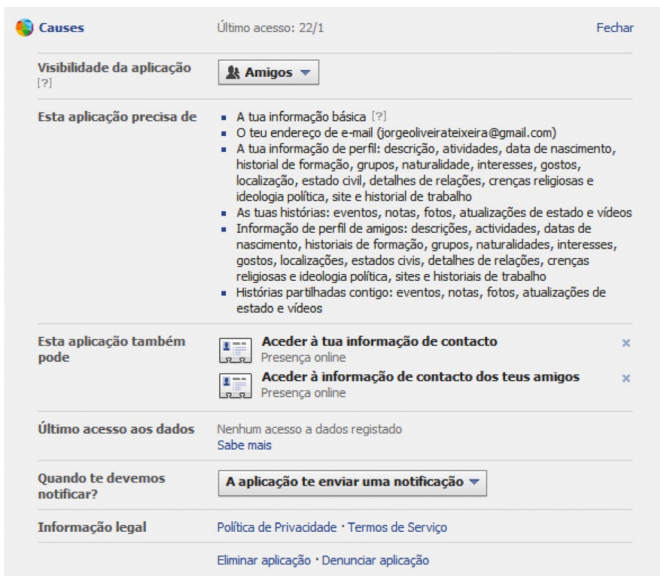 Causes Último acesso: 22/1 Fechar
Visibilidade da aplicação
[?]
Amigos
Esta aplicação precisa de
A tua informação básica [?]
O teu endereço de e-mail (jorgeoliveirateixeira@gmail.com)
A tua informação de perfil: descrição, atividades, data de nascimento,
historial de formação, grupos, naturalidade, interesses, gostos,
localização, estado civil, detalhes de relações, crenças religiosas e
ideologia política, site e historial de trabalho
As tuas histórias: eventos, notas, fotos, atualizações de estado e vídeos
Informação de perfil de amigos: descrições, actividades, datas de
nascimento, historiais de formação, grupos, naturalidades, interesses,
gostos, localizações, estados civis, detalhes de relações, crenças
religiosas e ideologia política, sites e historiais de trabalho
Histórias partilhadas contigo: eventos, notas, fotos, atualizações de
estado e vídeos
Esta aplicação também
pode
Aceder à tua informação de contacto
Presença online
Aceder à informação de contacto dos teus amigos
Presença online
Último acesso aos dados
Nenhum acesso a dados registado
Sabe mais
Quando te devemos
notificar?
A aplicação te enviar uma notificação
Informação legal
Política de Privacidade · Termos de Serviço
Eliminar aplicação · Denunciar aplicação